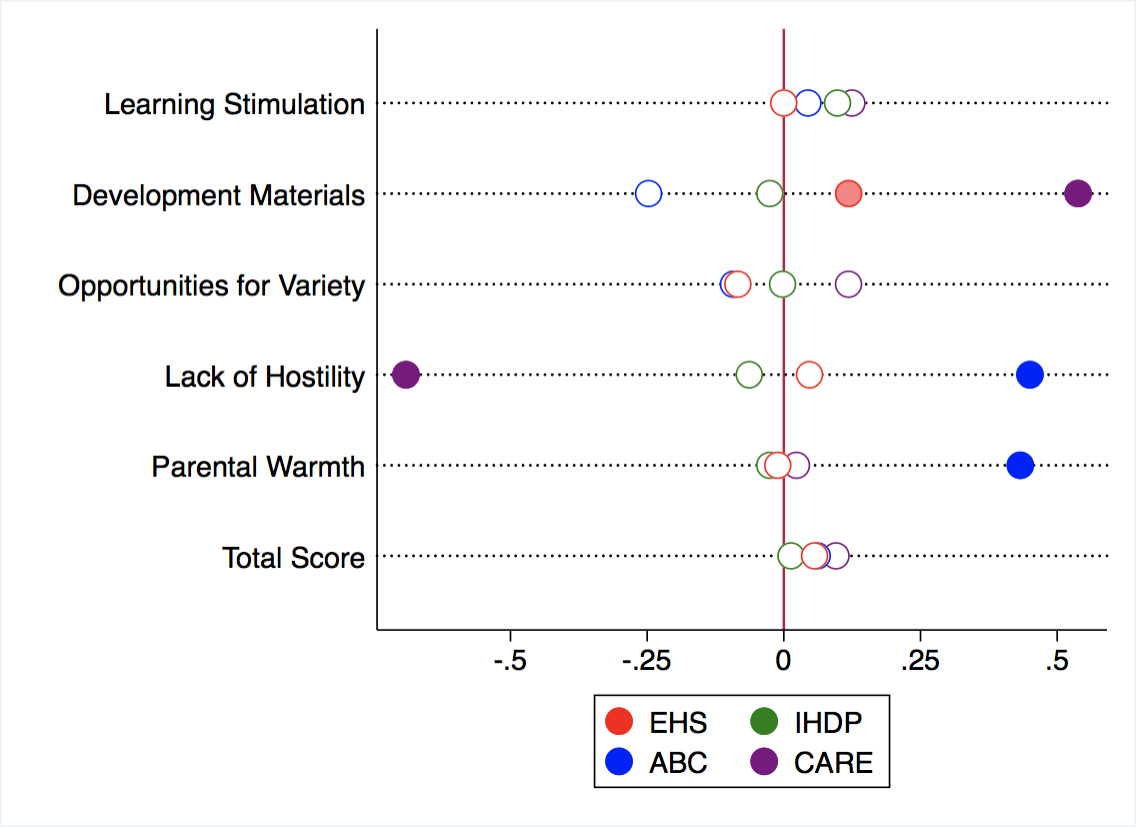 Learning Stimulation
Development Materials
Opportunities for Variety
Lack of Hostility
Parental Warmth
Total Score
-.5 -.25 0 .25 .5
EHS IHDP
ABC CARE